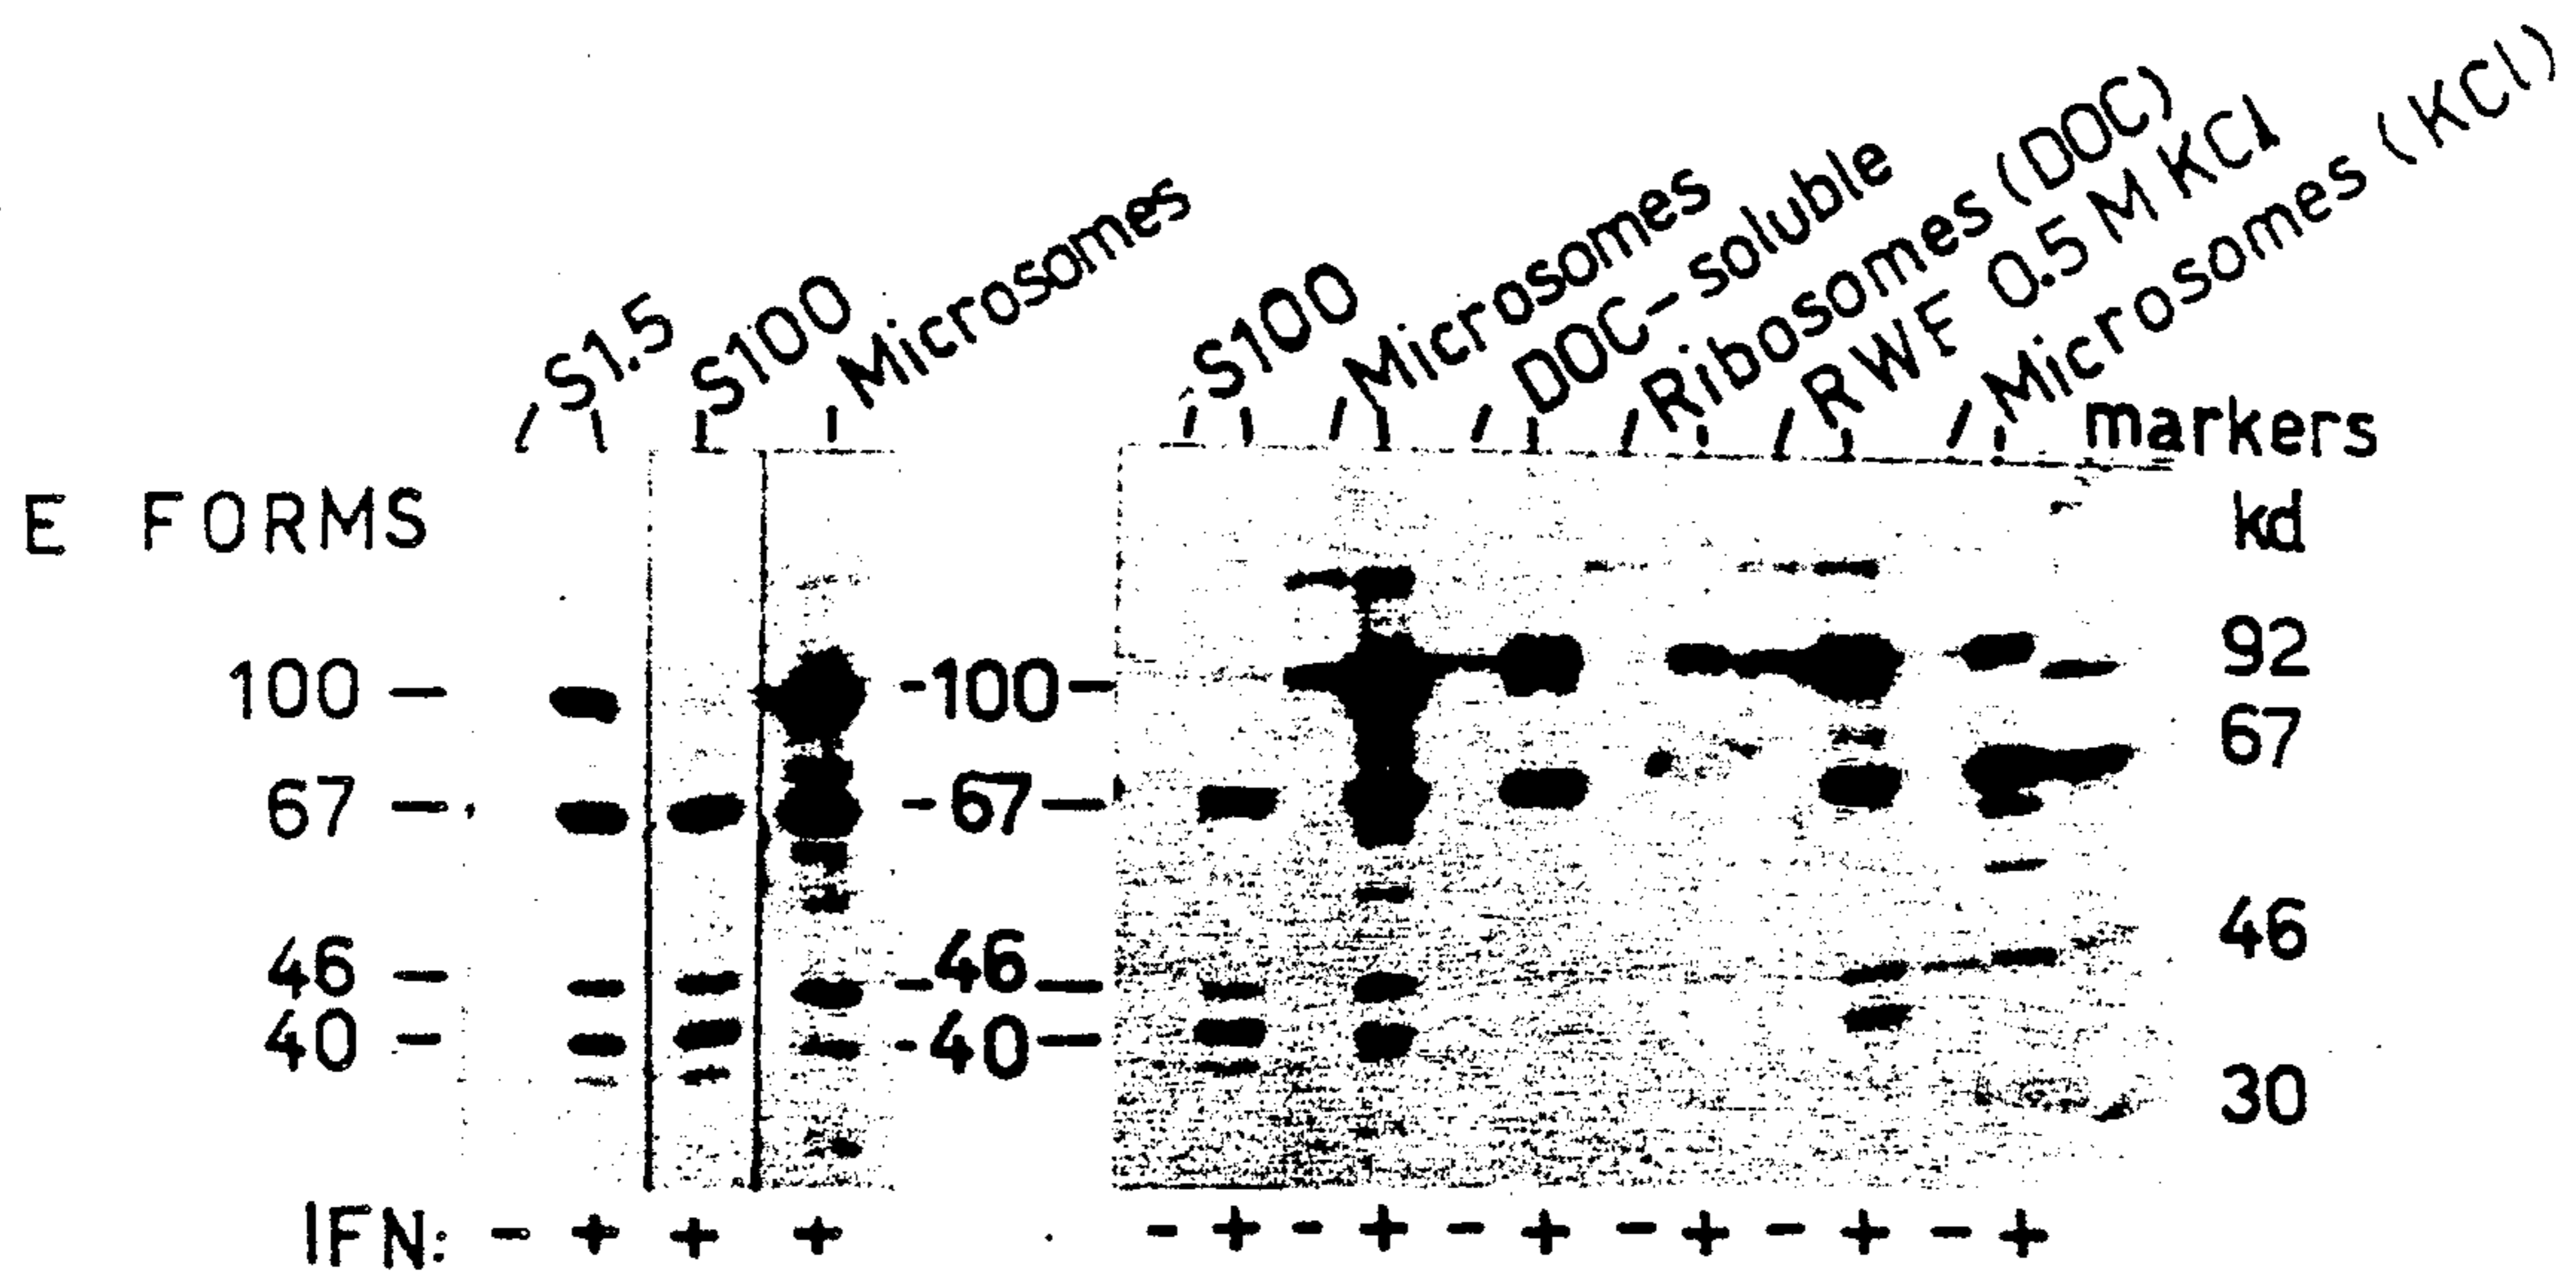 S1.5
S100
Microsomes
S100
Microsomes
DOC-soluble
Ribosomes (DOC)
RWF 0.5 M KCl
Microsomes (KCl)
markers
E FORMS
kd
100 — -100— 92
67 — -67— 67
46 — -46— 46
40 — -40— 30
IFN: - + + + - + - + - + - + - + - +